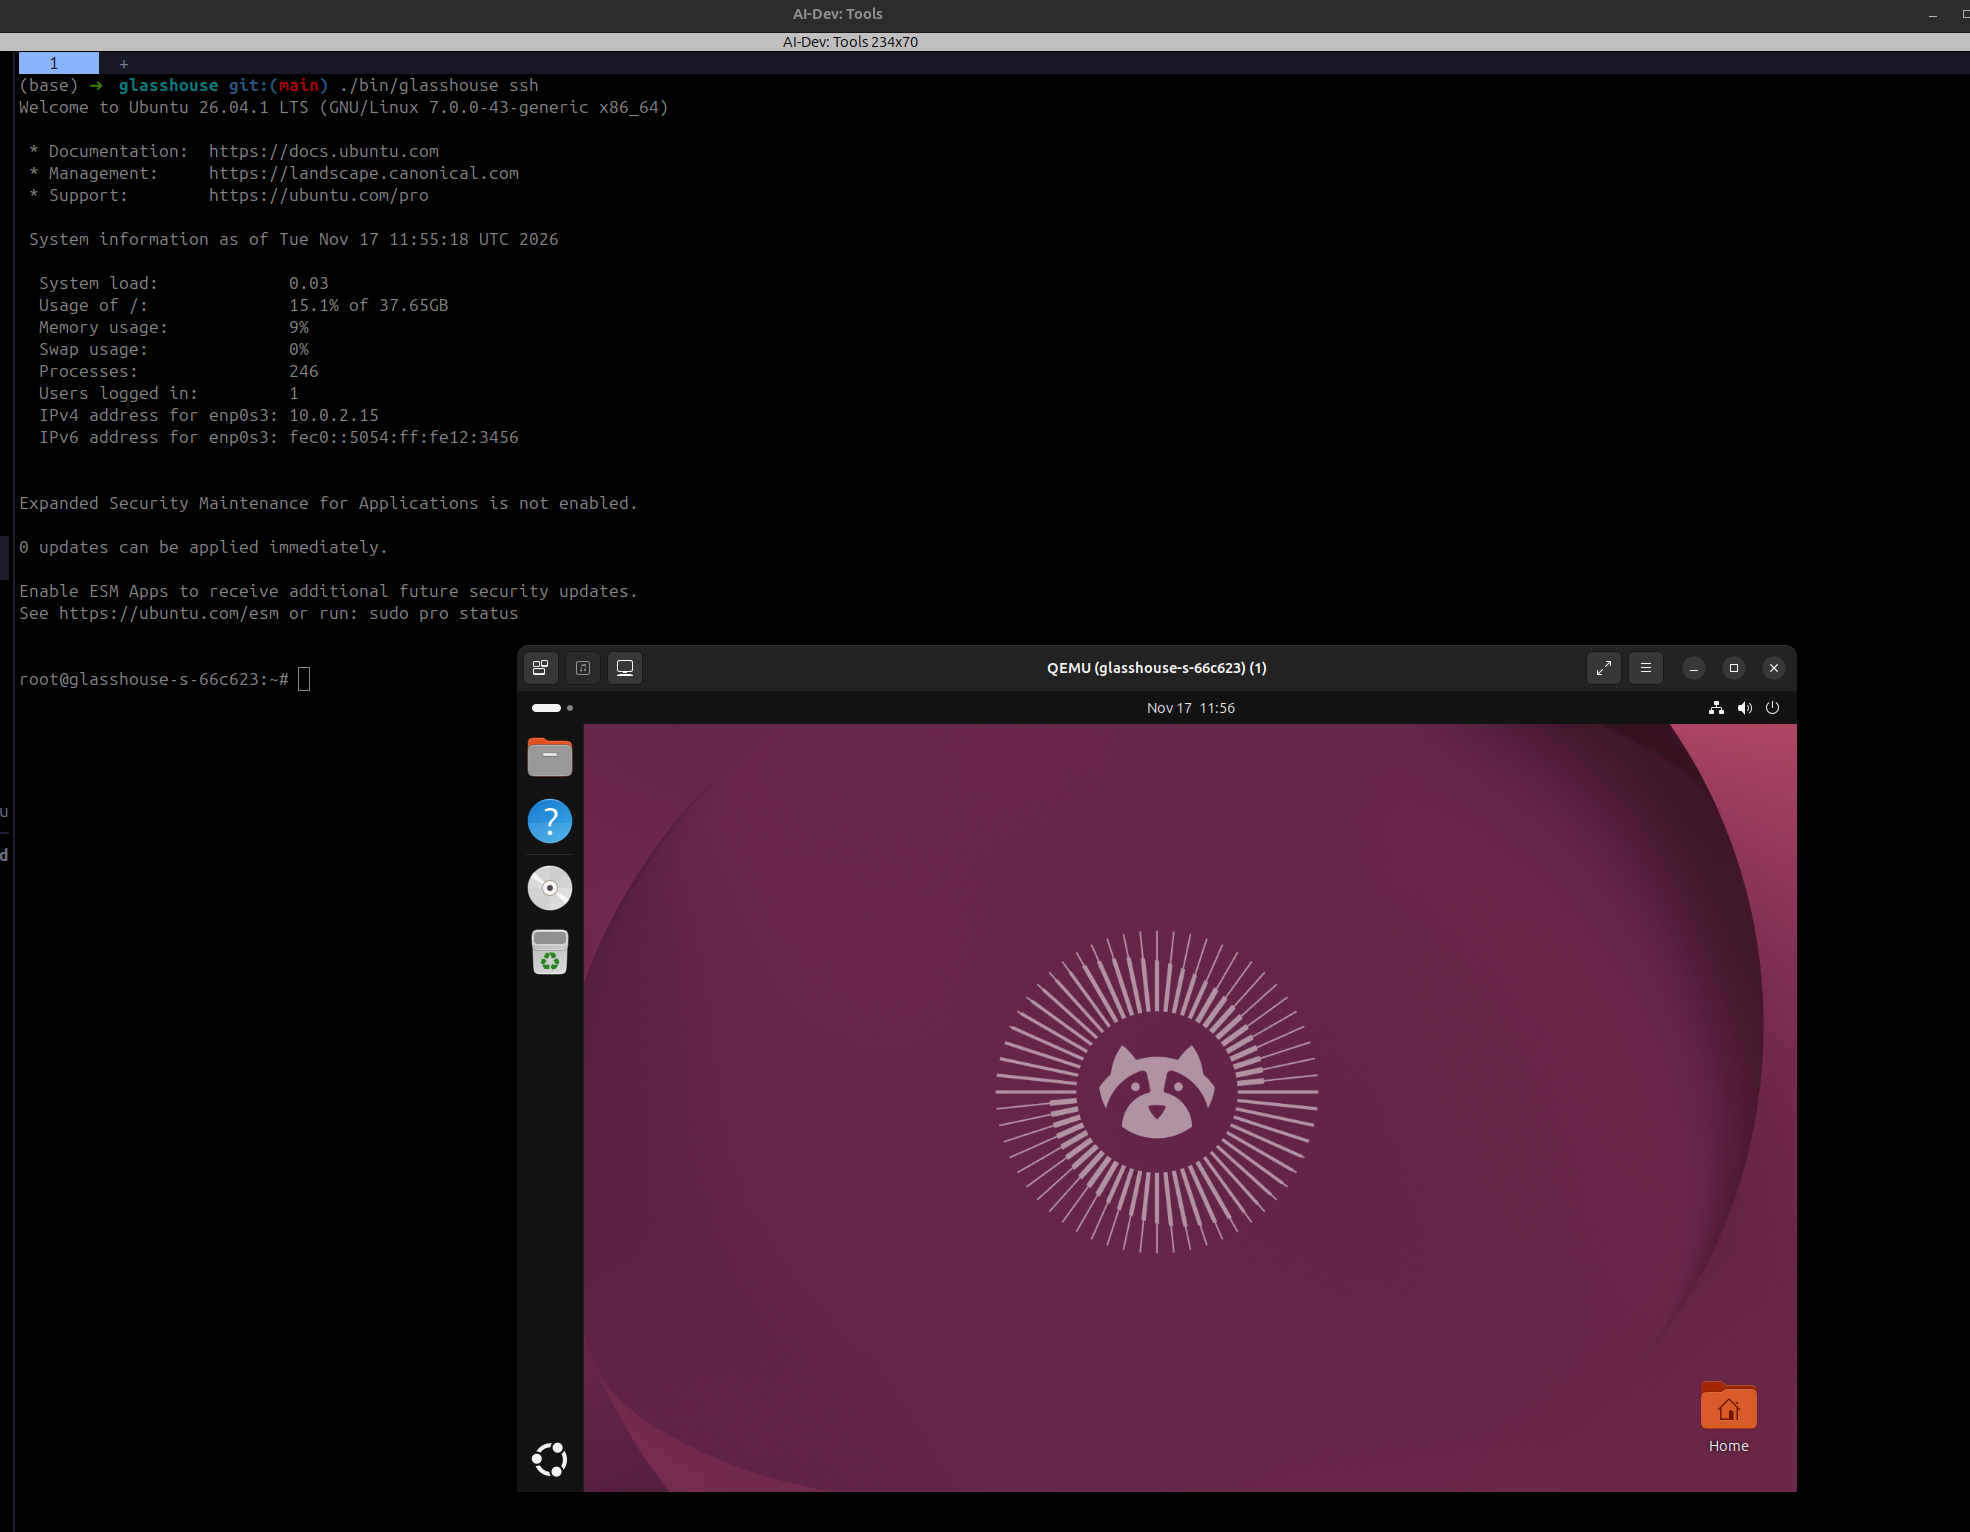 AI-Dev: Tools
AI-Dev: Tools 234x70
1 +
(base) → glasshouse git:(main) ./bin/glasshouse ssh
Welcome to Ubuntu 26.04.1 LTS (GNU/Linux 7.0.0-43-generic x86_64)
* Documentation: https://docs.ubuntu.com
* Management: https://landscape.canonical.com
* Support: https://ubuntu.com/pro
System information as of Tue Nov 17 11:55:18 UTC 2026
System load: 0.03
Usage of /: 15.1% of 37.65GB
Memory usage: 9%
Swap usage: 0%
Processes: 246
Users logged in: 1
IPv4 address for enp0s3: 10.0.2.15
IPv6 address for enp0s3: fec0::5054:ff:fe12:3456
Expanded Security Maintenance for Applications is not enabled.
0 updates can be applied immediately.
Enable ESM Apps to receive additional future security updates.
See https://ubuntu.com/esm or run: sudo pro status
root@glasshouse-s-66c623:~#
QEMU (glasshouse-s-66c623) (1)
Nov 17 11:56
?
u
d
Home